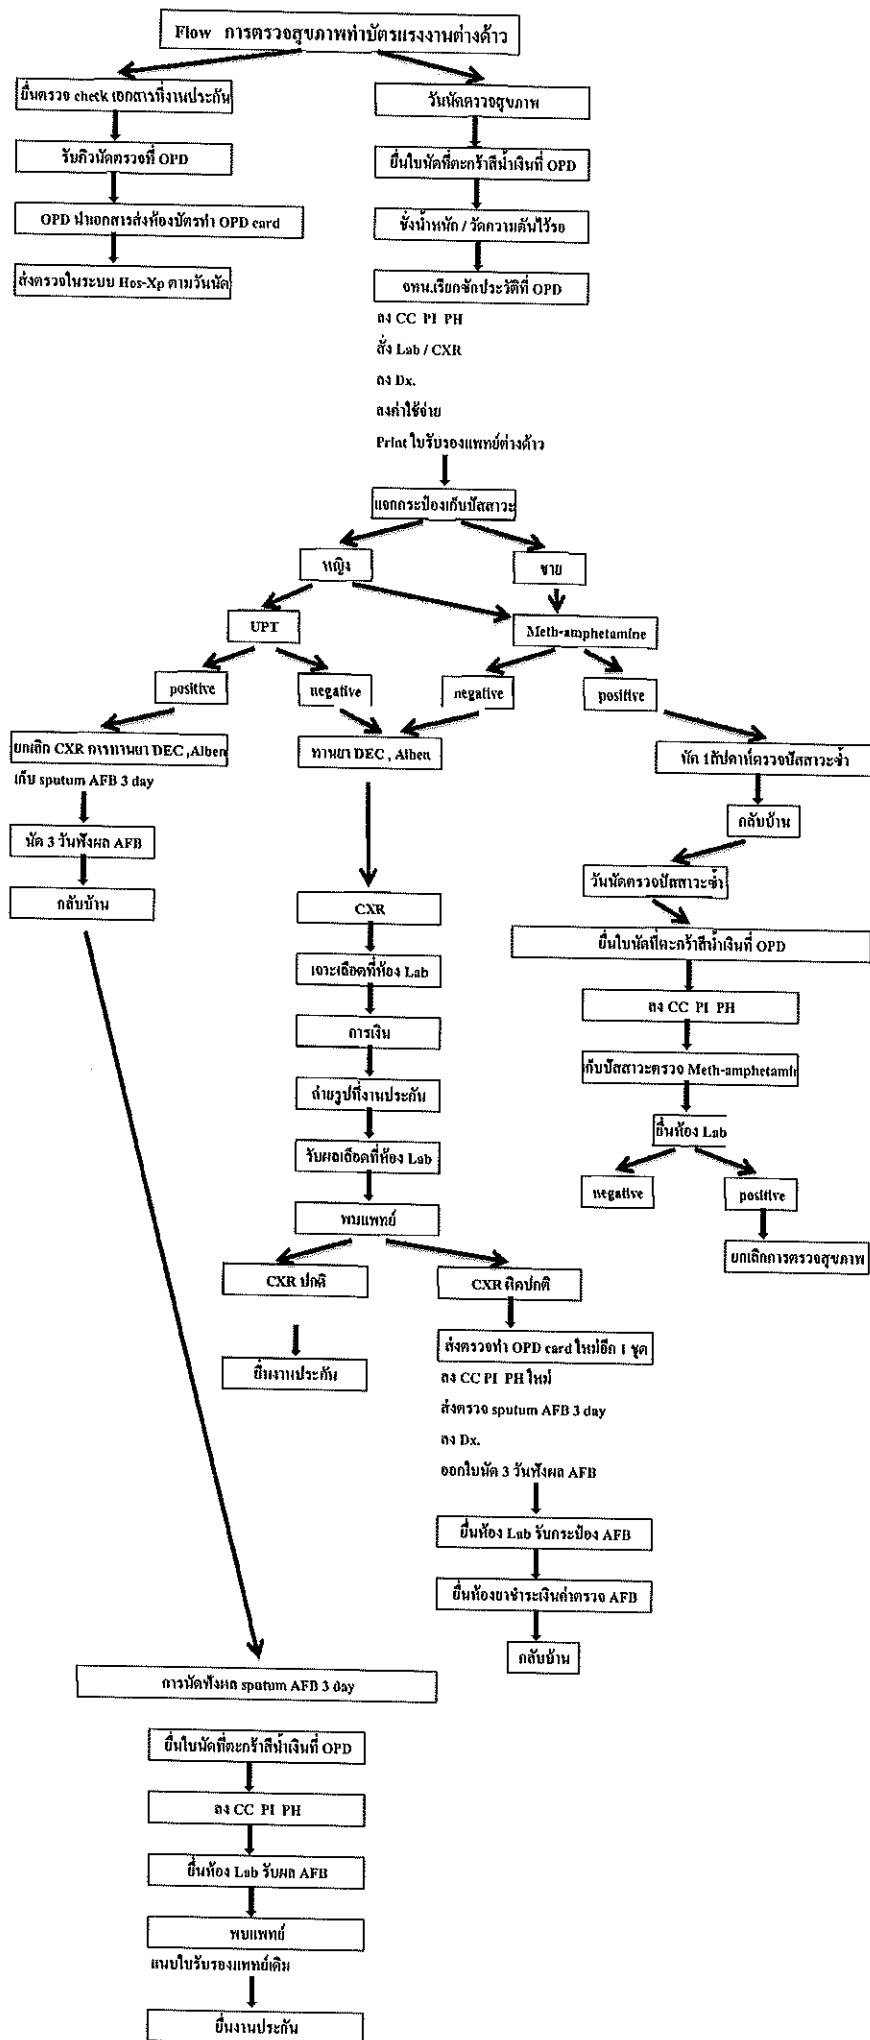 Flow การตรวจสุขภาพทำบัตรแรงงานต่างด้าว
ยื่นตรวจ check เอกสารที่งานประกัน
รับคิวนัดตรวจที่ OPD
OPD นำเอกสารส่งห้องบัตรทำ OPD card
ส่งตรวจในระบบ Hos-Xp ตามวันนัด
วันนัดตรวจสุขภาพ
ยื่นใบนัดที่ตะกร้าสีน้ำเงินที่ OPD
ชั่งน้ำหนัก / วัดความดันไว้รอ
จหน.เรียกซักประวัติที่ OPD
ลง CC PI PH
สั่ง Lab / CXR
ลง Dx.
ลงค่าใช้จ่าย
Print ใบรับรองแพทย์ต่างด้าว
แจกกระป๋องเก็บปัสสาวะ
หญิง
ชาย
UPT
Meth-amphetamine
positive
negative
negative
positive
ยกเลิก CXR การทานยา DEC ,Alben
เก็บ sputum AFB 3 day
นัด 3 วันฟังผล AFB
กลับบ้าน
ทานยา DEC , Alben
CXR
เจาะเลือดที่ห้อง Lab
การเงิน
ถ่ายรูปที่งานประกัน
รับผลเลือดที่ห้อง Lab
พบแพทย์
CXR ปกติ
ยื่นงานประกัน
CXR ผิดปกติ
ส่งตรวจทำ OPD card ใหม่อีก 1 ชุด
ลง CC PI PH ใหม่
ส่งตรวจ sputum AFB 3 day
ลง Dx.
ออกใบนัด 3 วันฟังผล AFB
ยื่นห้อง Lab รับกระป๋อง AFB
ยื่นห้องยาชำระเงินค่าตรวจ AFB
กลับบ้าน
นัด 1สัปดาห์ตรวจปัสสาวะซ้ำ
กลับบ้าน
วันนัดตรวจปัสสาวะซ้ำ
ยื่นใบนัดที่ตะกร้าสีน้ำเงินที่ OPD
ลง CC PI PH
เก็บปัสสาวะตรวจ Meth-amphetamin
ยื่นห้อง Lab
negative
positive
ยกเลิกการตรวจสุขภาพ
การนัดฟังผล sputum AFB 3 day
ยื่นใบนัดที่ตะกร้าสีน้ำเงินที่ OPD
ลง CC PI PH
ยื่นห้อง Lab รับผล AFB
พบแพทย์
แนบใบรับรองแพทย์เดิม
ยื่นงานประกัน